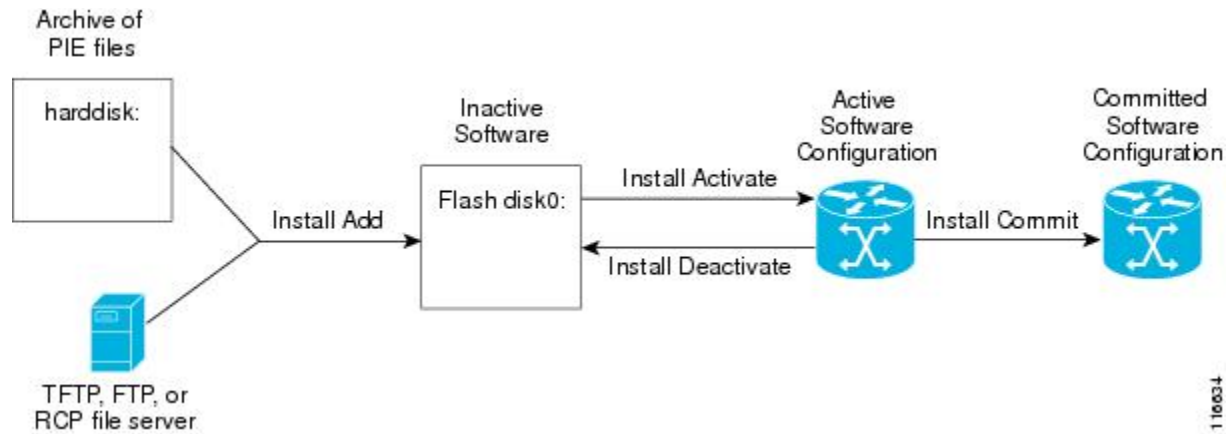 Archive of
PIE files
harddisk:
Inactive
Software
Flash disk0:
Install Add
Install Activate
Install Deactivate
Active
Software
Configuration
Install Commit
Committed
Software
Configuration
TFTP, FTP, or
RCP file server
116634